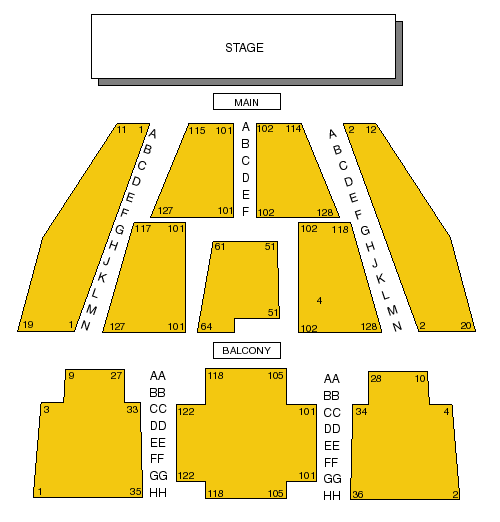 STAGE
MAIN
11 1
115 101
102 114
2 12
A A A
B B B
C C C
D D D
E E E
F F F
127 101
102 128
G G
H H
J J
K K
L L
M M
N N
117 101
61 51
102 118
4
51
19 1
127 101
64
102 128
2 20
BALCONY
9 27
118 105
28 10
AA AA
BB BB
CC CC
DD DD
EE EE
FF FF
GG GG
HH HH
3 33
122 101
34 4
122 101
1 35
118 105
36 2